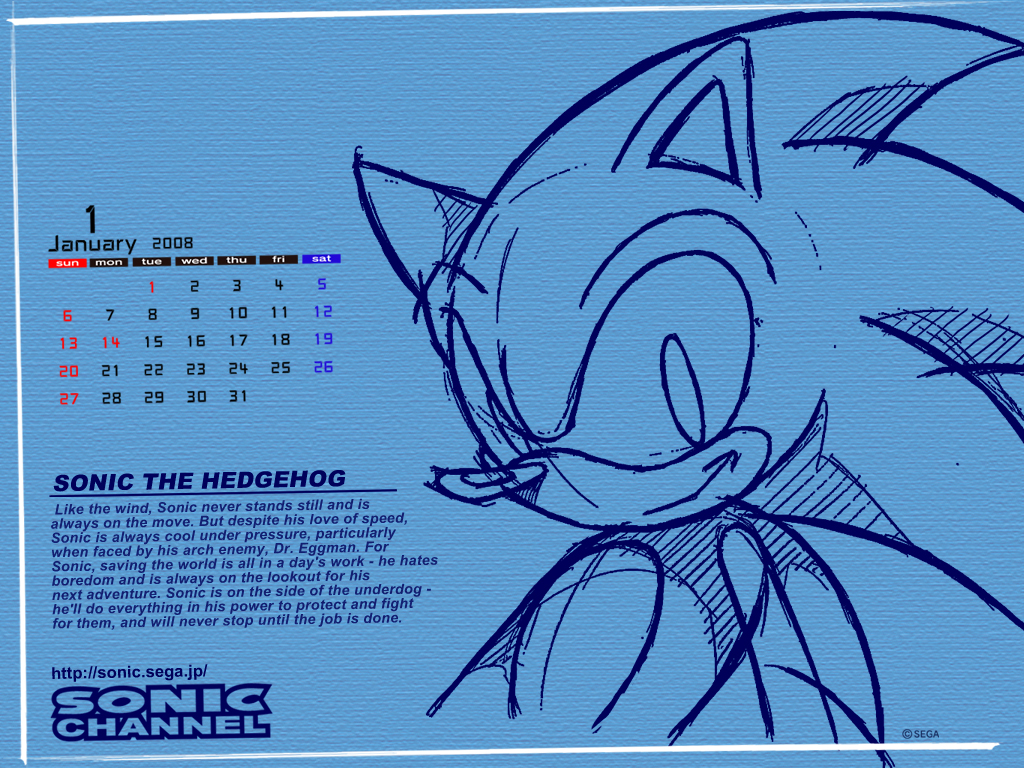 1
January 2008
sun mon tue wed thu fri sat
1 2 3 4 5
6 7 8 9 10 11 12
13 14 15 16 17 18 19
20 21 22 23 24 25 26
27 28 29 30 31
SONIC THE HEDGEHOG
Like the wind, Sonic never stands still and is
always on the move. But despite his love of speed,
Sonic is always cool under pressure, particularly
when faced by his arch enemy, Dr. Eggman. For
Sonic, saving the world is all in a day's work - he hates
boredom and is always on the lookout for his
next adventure. Sonic is on the side of the underdog -
he'll do everything in his power to protect and fight
for them, and will never stop until the job is done.
http://sonic.sega.jp/
SONIC
CHANNEL
©SEGA